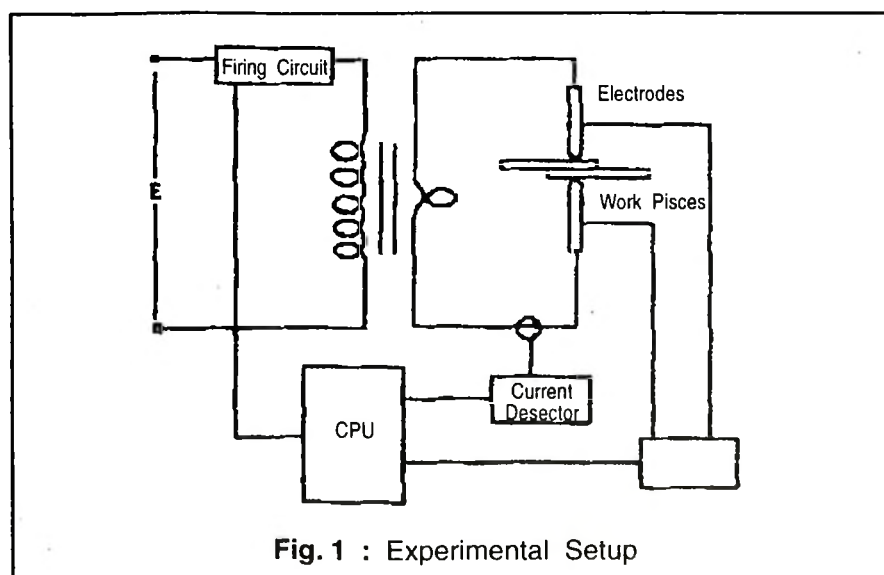 Firing Circuit
Electrodes
E
Work Pisces
Current
Desector
CPU
Fig. 1 : Experimental Setup